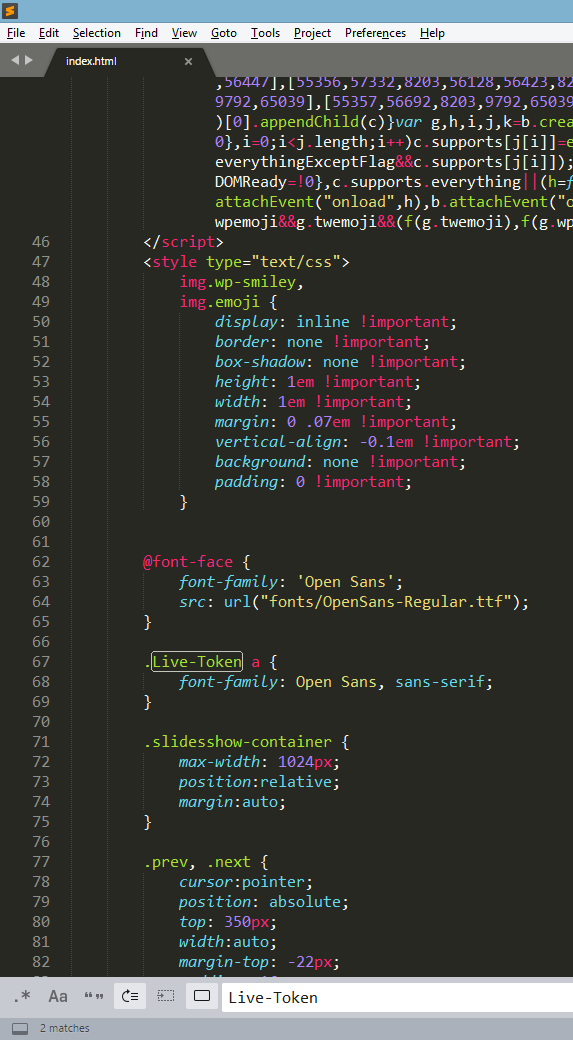 File Edit Selection Find View Goto Tools Project Preferences Help
index.html ×
,56447],[55356,57332,8203,56128,56423,82
9792,65039],[55357,56692,8203,9792,65039
)[0].appendChild(c)}var g,h,i,j,k=b.crea
0},i=0;i<j.length;i++)c.supports[j[i]]=e
everythingExceptFlag&&c.supports[j[i]]);
DOMReady=!0},c.supports.everything||(h=f
attachEvent("onload",h),b.attachEvent("o
wpemoji&&g.twemoji&&(f(g.twemoji),f(g.wp
46 </script>
47 <style type="text/css">
48 img.wp-smiley,
49 img.emoji {
50 display: inline !important;
51 border: none !important;
52 box-shadow: none !important;
53 height: 1em !important;
54 width: 1em !important;
55 margin: 0 .07em !important;
56 vertical-align: -0.1em !important;
57 background: none !important;
58 padding: 0 !important;
59 }
60
61
62 @font-face {
63 font-family: 'Open Sans';
64 src: url("fonts/OpenSans-Regular.ttf");
65 }
66
67 .Live-Token a {
68 font-family: Open Sans, sans-serif;
69 }
70
71 .slidesshow-container {
72 max-width: 1024px;
73 position:relative;
74 margin:auto;
75 }
76
77 .prev, .next {
78 cursor:pointer;
79 position: absolute;
80 top: 350px;
81 width:auto;
82 margin-top: -22px;
.* Aa “” Live-Token
2 matches